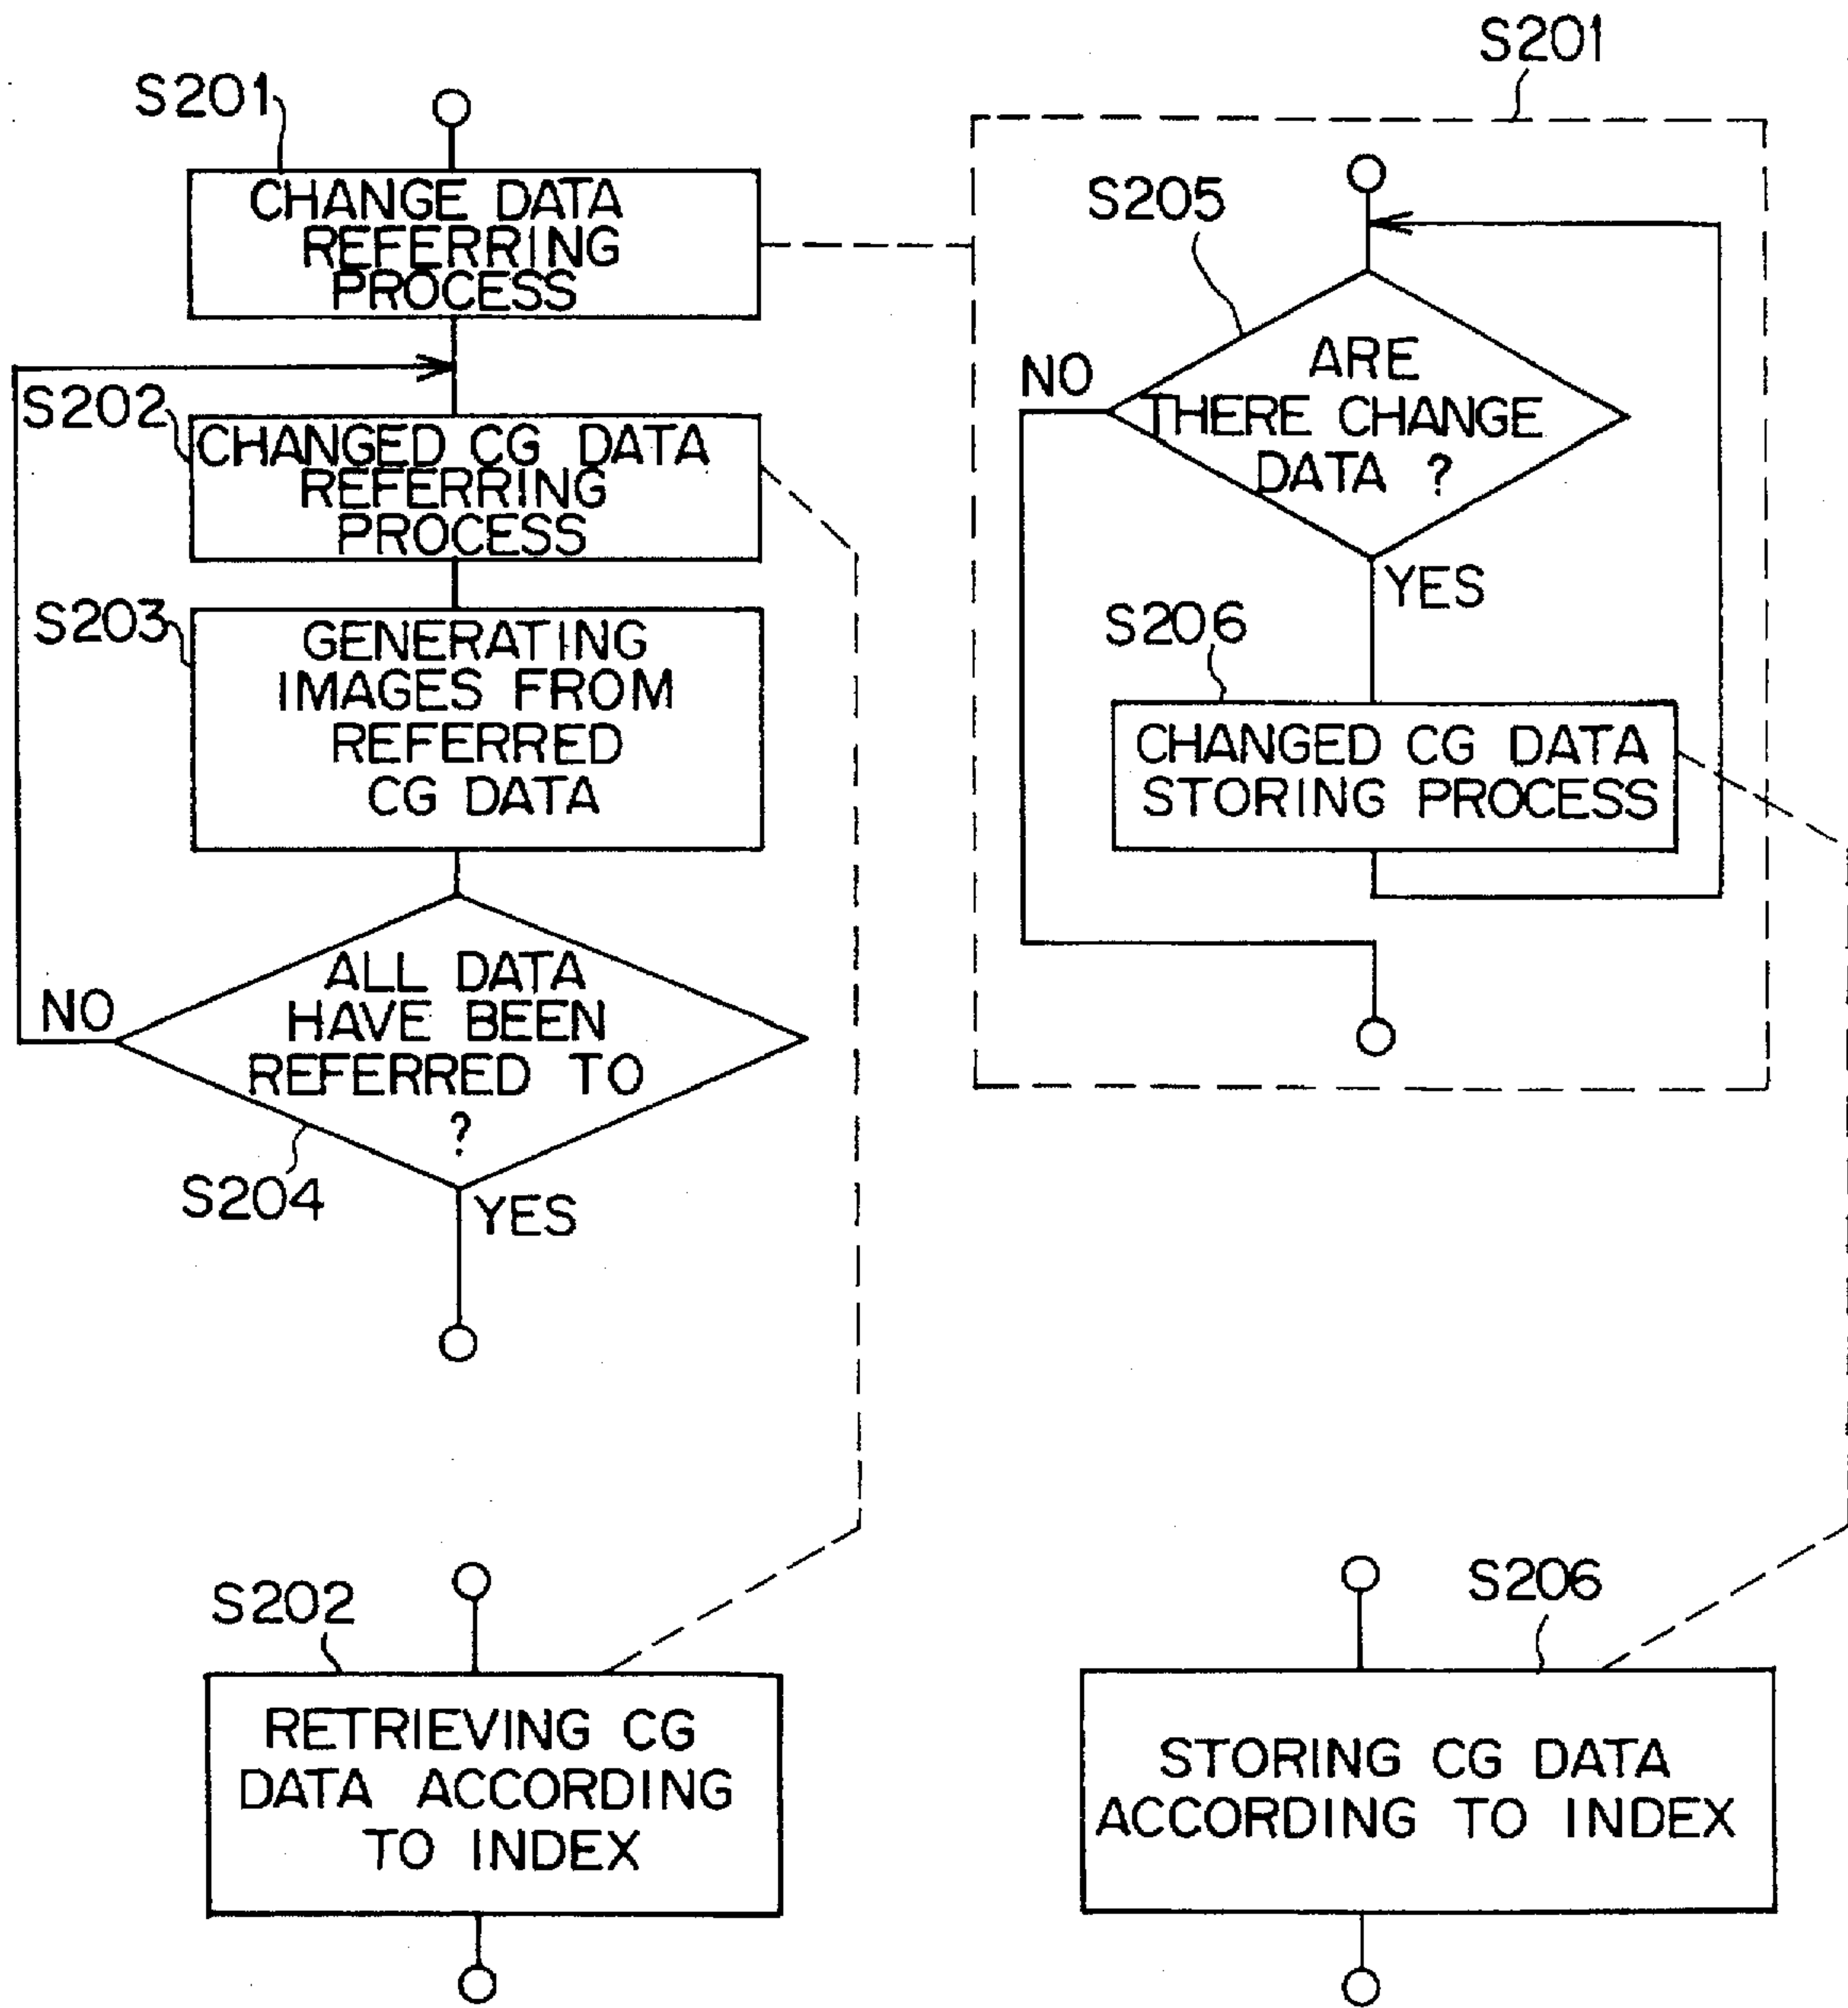 S201
CHANGE DATA
REFERRING
PROCESS
S202
CHANGED CG DATA
REFERRING
PROCESS
S203
GENERATING
IMAGES FROM
REFERRED
CG DATA
ALL DATA
HAVE BEEN
REFERRED TO
?
NO
S204
YES
S201
S205
ARE
THERE CHANGE
DATA ?
NO
YES
S206
CHANGED CG DATA
STORING PROCESS
S202
RETRIEVING CG
DATA ACCORDING
TO INDEX
S206
STORING CG DATA
ACCORDING TO INDEX